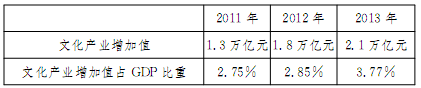 2011 年 2012 年 2013 年
文化产业增加值 1.3 万亿元 1.8 万亿元 2.1 万亿元
文化产业增加值占 GDP 比重 2.75% 2.85% 3.77%